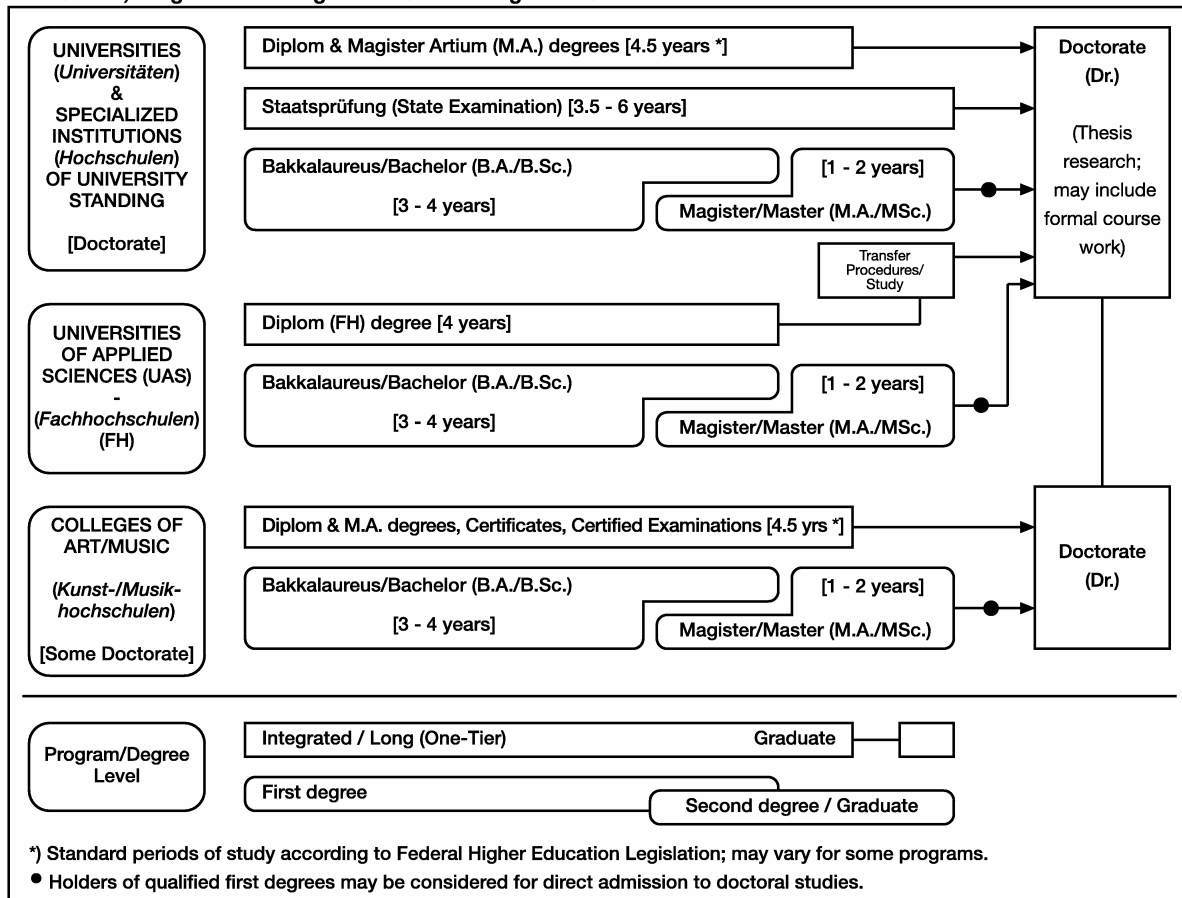 UNIVERSITIES
(Universitäten)
&
SPECIALIZED
INSTITUTIONS
(Hochschulen)
OF UNIVERSITY
STANDING
[Doctorate]
Diplom & Magister Artium (M.A.) degrees [4.5 years *]
Staatsprüfung (State Examination) [3.5 - 6 years]
Bakkalaureus/Bachelor (B.A./B.Sc.)
[3 - 4 years]
[1 - 2 years]
Magister/Master (M.A./MSc.)
Doctorate
(Dr.)
(Thesis
research;
may include
formal course
work)
Transfer
Procedures/
Study
UNIVERSITIES
OF APPLIED
SCIENCES (UAS)
-
(Fachhochschulen)
(FH)
Diplom (FH) degree [4 years]
Bakkalaureus/Bachelor (B.A./B.Sc.)
[3 - 4 years]
[1 - 2 years]
Magister/Master (M.A./MSc.)
COLLEGES OF
ART/MUSIC
(Kunst-/Musik-
hochschulen)
[Some Doctorate]
Diplom & M.A. degrees, Certificates, Certified Examinations [4.5 yrs *]
Bakkalaureus/Bachelor (B.A./B.Sc.)
[3 - 4 years]
[1 - 2 years]
Magister/Master (M.A./MSc.)
Doctorate
(Dr.)
Program/Degree
Level
Integrated / Long (One-Tier) Graduate
First degree
Second degree / Graduate
*) Standard periods of study according to Federal Higher Education Legislation; may vary for some programs.
● Holders of qualified first degrees may be considered for direct admission to doctoral studies.